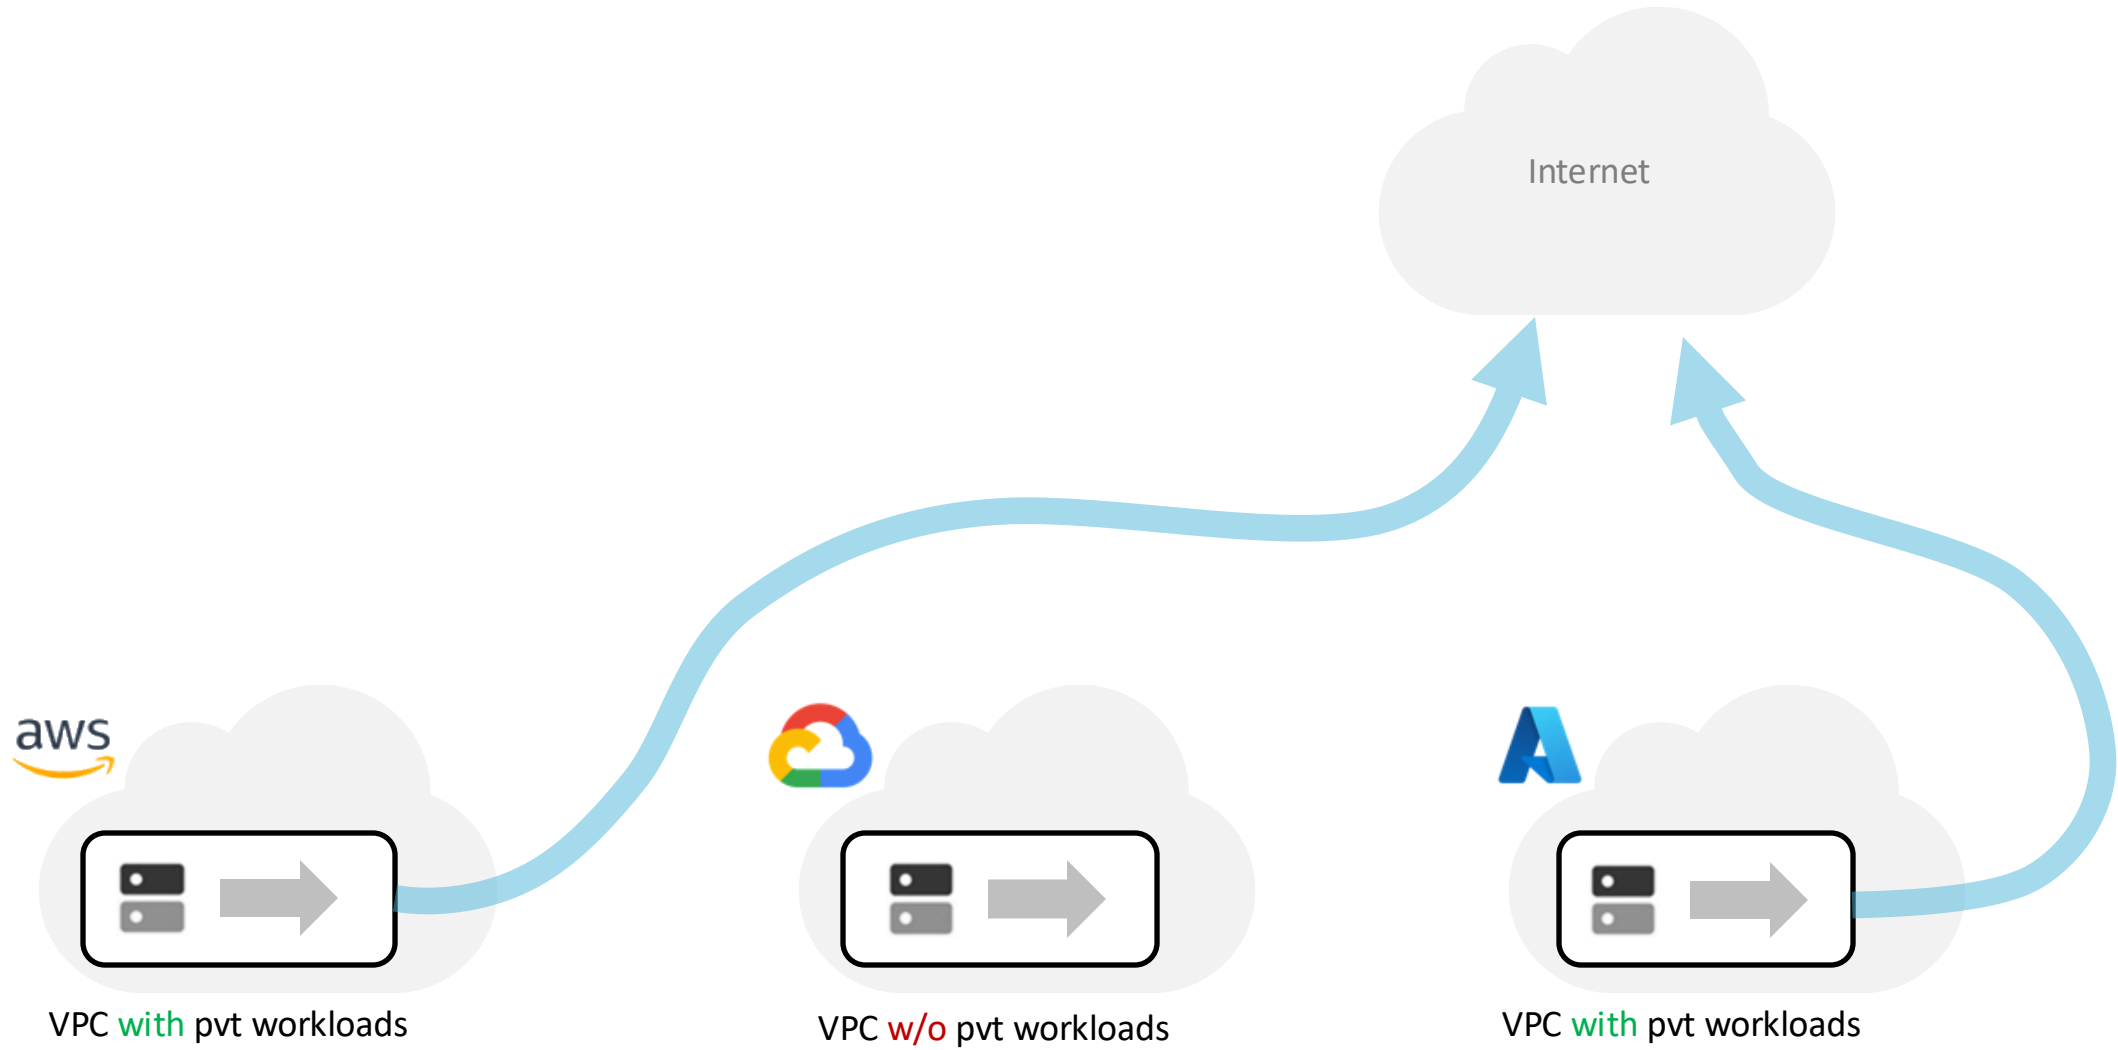 Internet
aws
VPC with pvt workloads
VPC w/o pvt workloads
VPC with pvt workloads